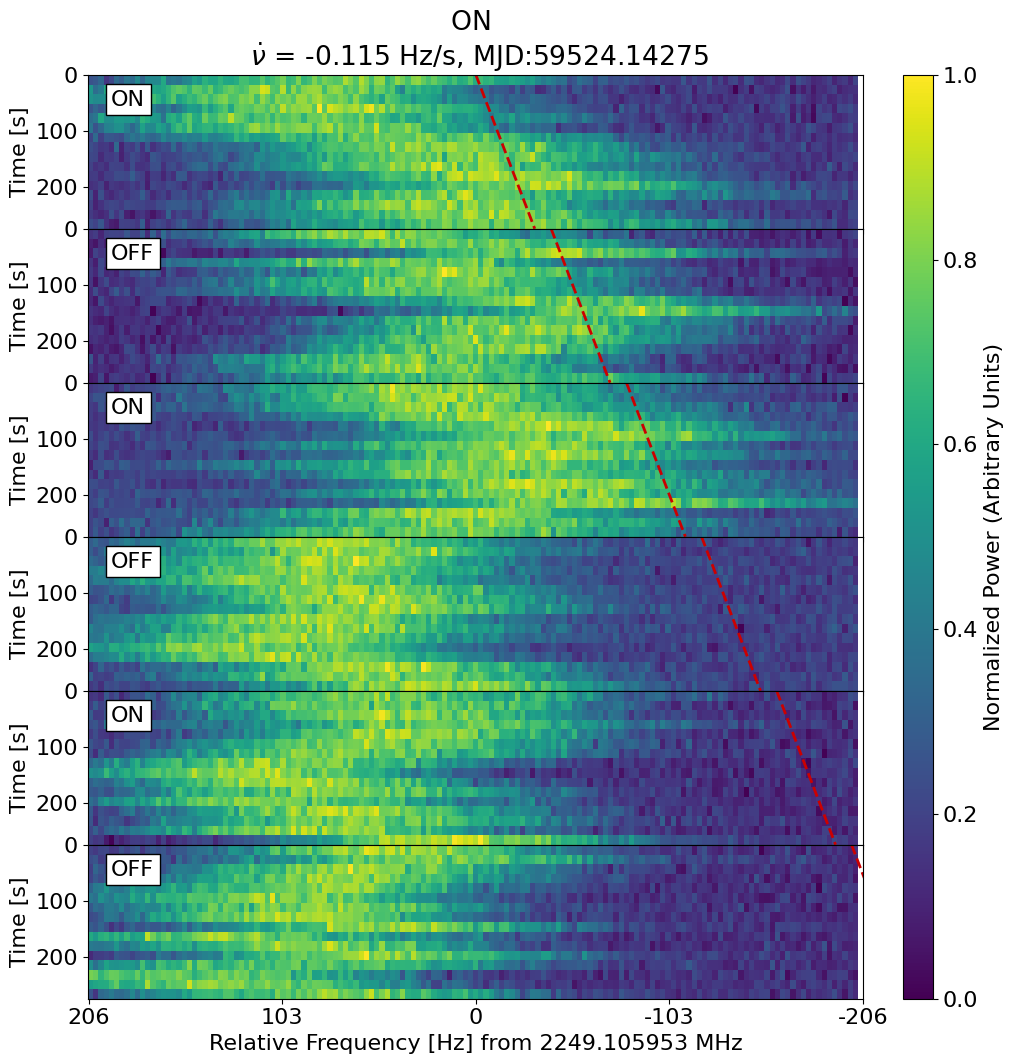 ON
ν̇ = -0.115 Hz/s, MJD:59524.14275
0
100
200
Time [s]
ON
0
100
200
Time [s]
OFF
0
100
200
Time [s]
ON
0
100
200
Time [s]
OFF
0
100
200
Time [s]
ON
0
100
200
Time [s]
OFF
206 103 0 -103 -206
Relative Frequency [Hz] from 2249.105953 MHz
1.0
0.8
0.6
0.4
0.2
0.0
Normalized Power (Arbitrary Units)